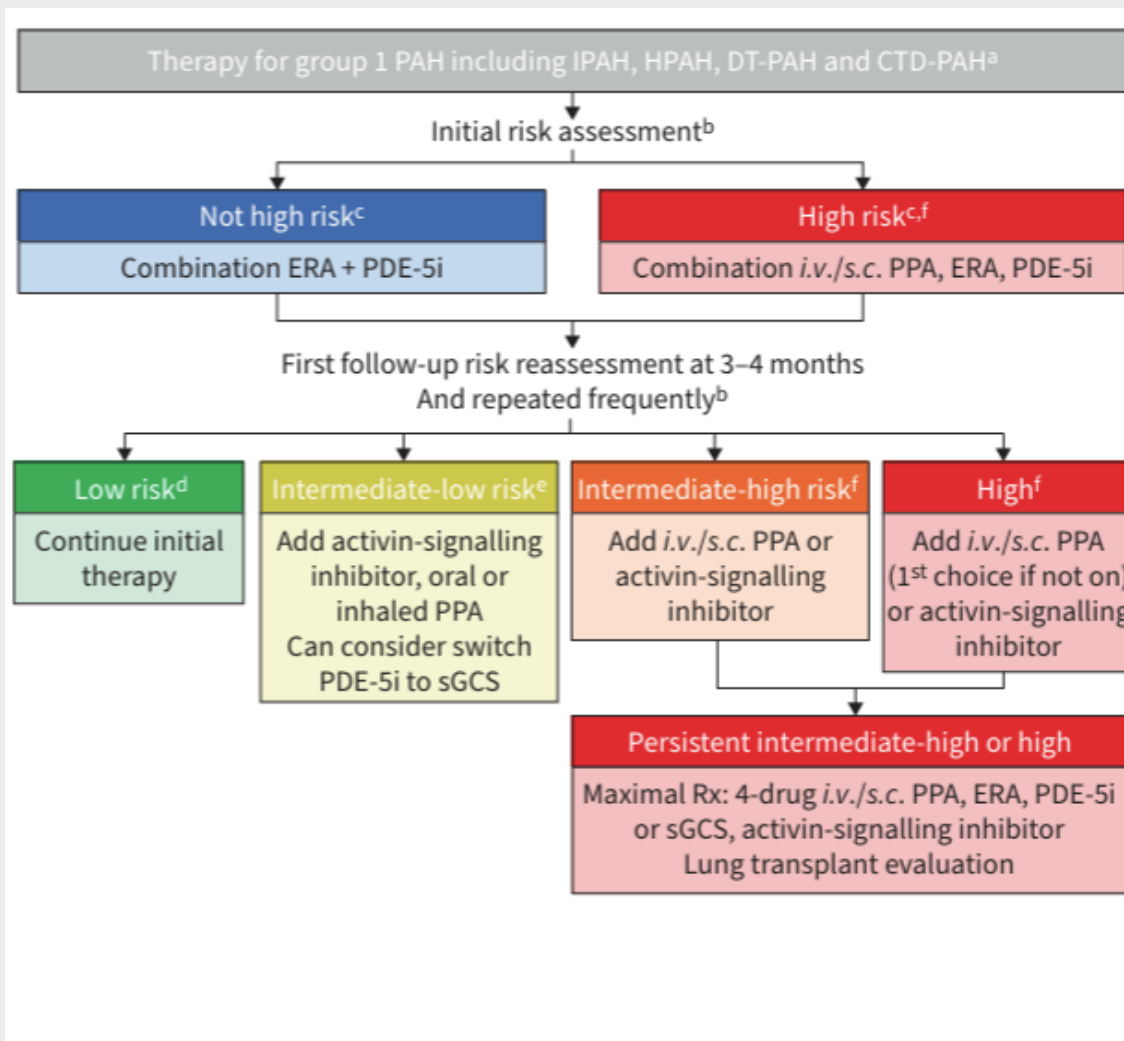 Therapy for group 1 PAH including IPAH, HPAH, DT-PAH and CTD-PAHᵃ
Initial risk assessmentᵇ
Not high riskᶜ
Combination ERA + PDE-5i
High riskᶜ,ᶠ
Combination i.v./s.c. PPA, ERA, PDE-5i
First follow-up risk reassessment at 3–4 months
And repeated frequentlyᵇ
Low riskᵈ
Continue initial
therapy
Intermediate-low riskᵉ
Add activin-signalling
inhibitor, oral or
inhaled PPA
Can consider switch
PDE-5i to sGCS
Intermediate-high riskᶠ
Add i.v./s.c. PPA or
activin-signalling
inhibitor
Highᶠ
Add i.v./s.c. PPA
(1ˢᵗ choice if not on)
or activin-signalling
inhibitor
Persistent intermediate-high or high
Maximal Rx: 4-drug i.v./s.c. PPA, ERA, PDE-5i
or sGCS, activin-signalling inhibitor
Lung transplant evaluation